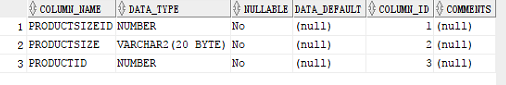 COLUMN_NAME DATA_TYPE NULLABLE DATA_DEFAULT COLUMN_ID COMMENTS
1 PRODUCTSIZEID NUMBER No (null) 1 (null)
2 PRODUCTSIZE VARCHAR2(20 BYTE) No (null) 2 (null)
3 PRODUCTID NUMBER No (null) 3 (null)